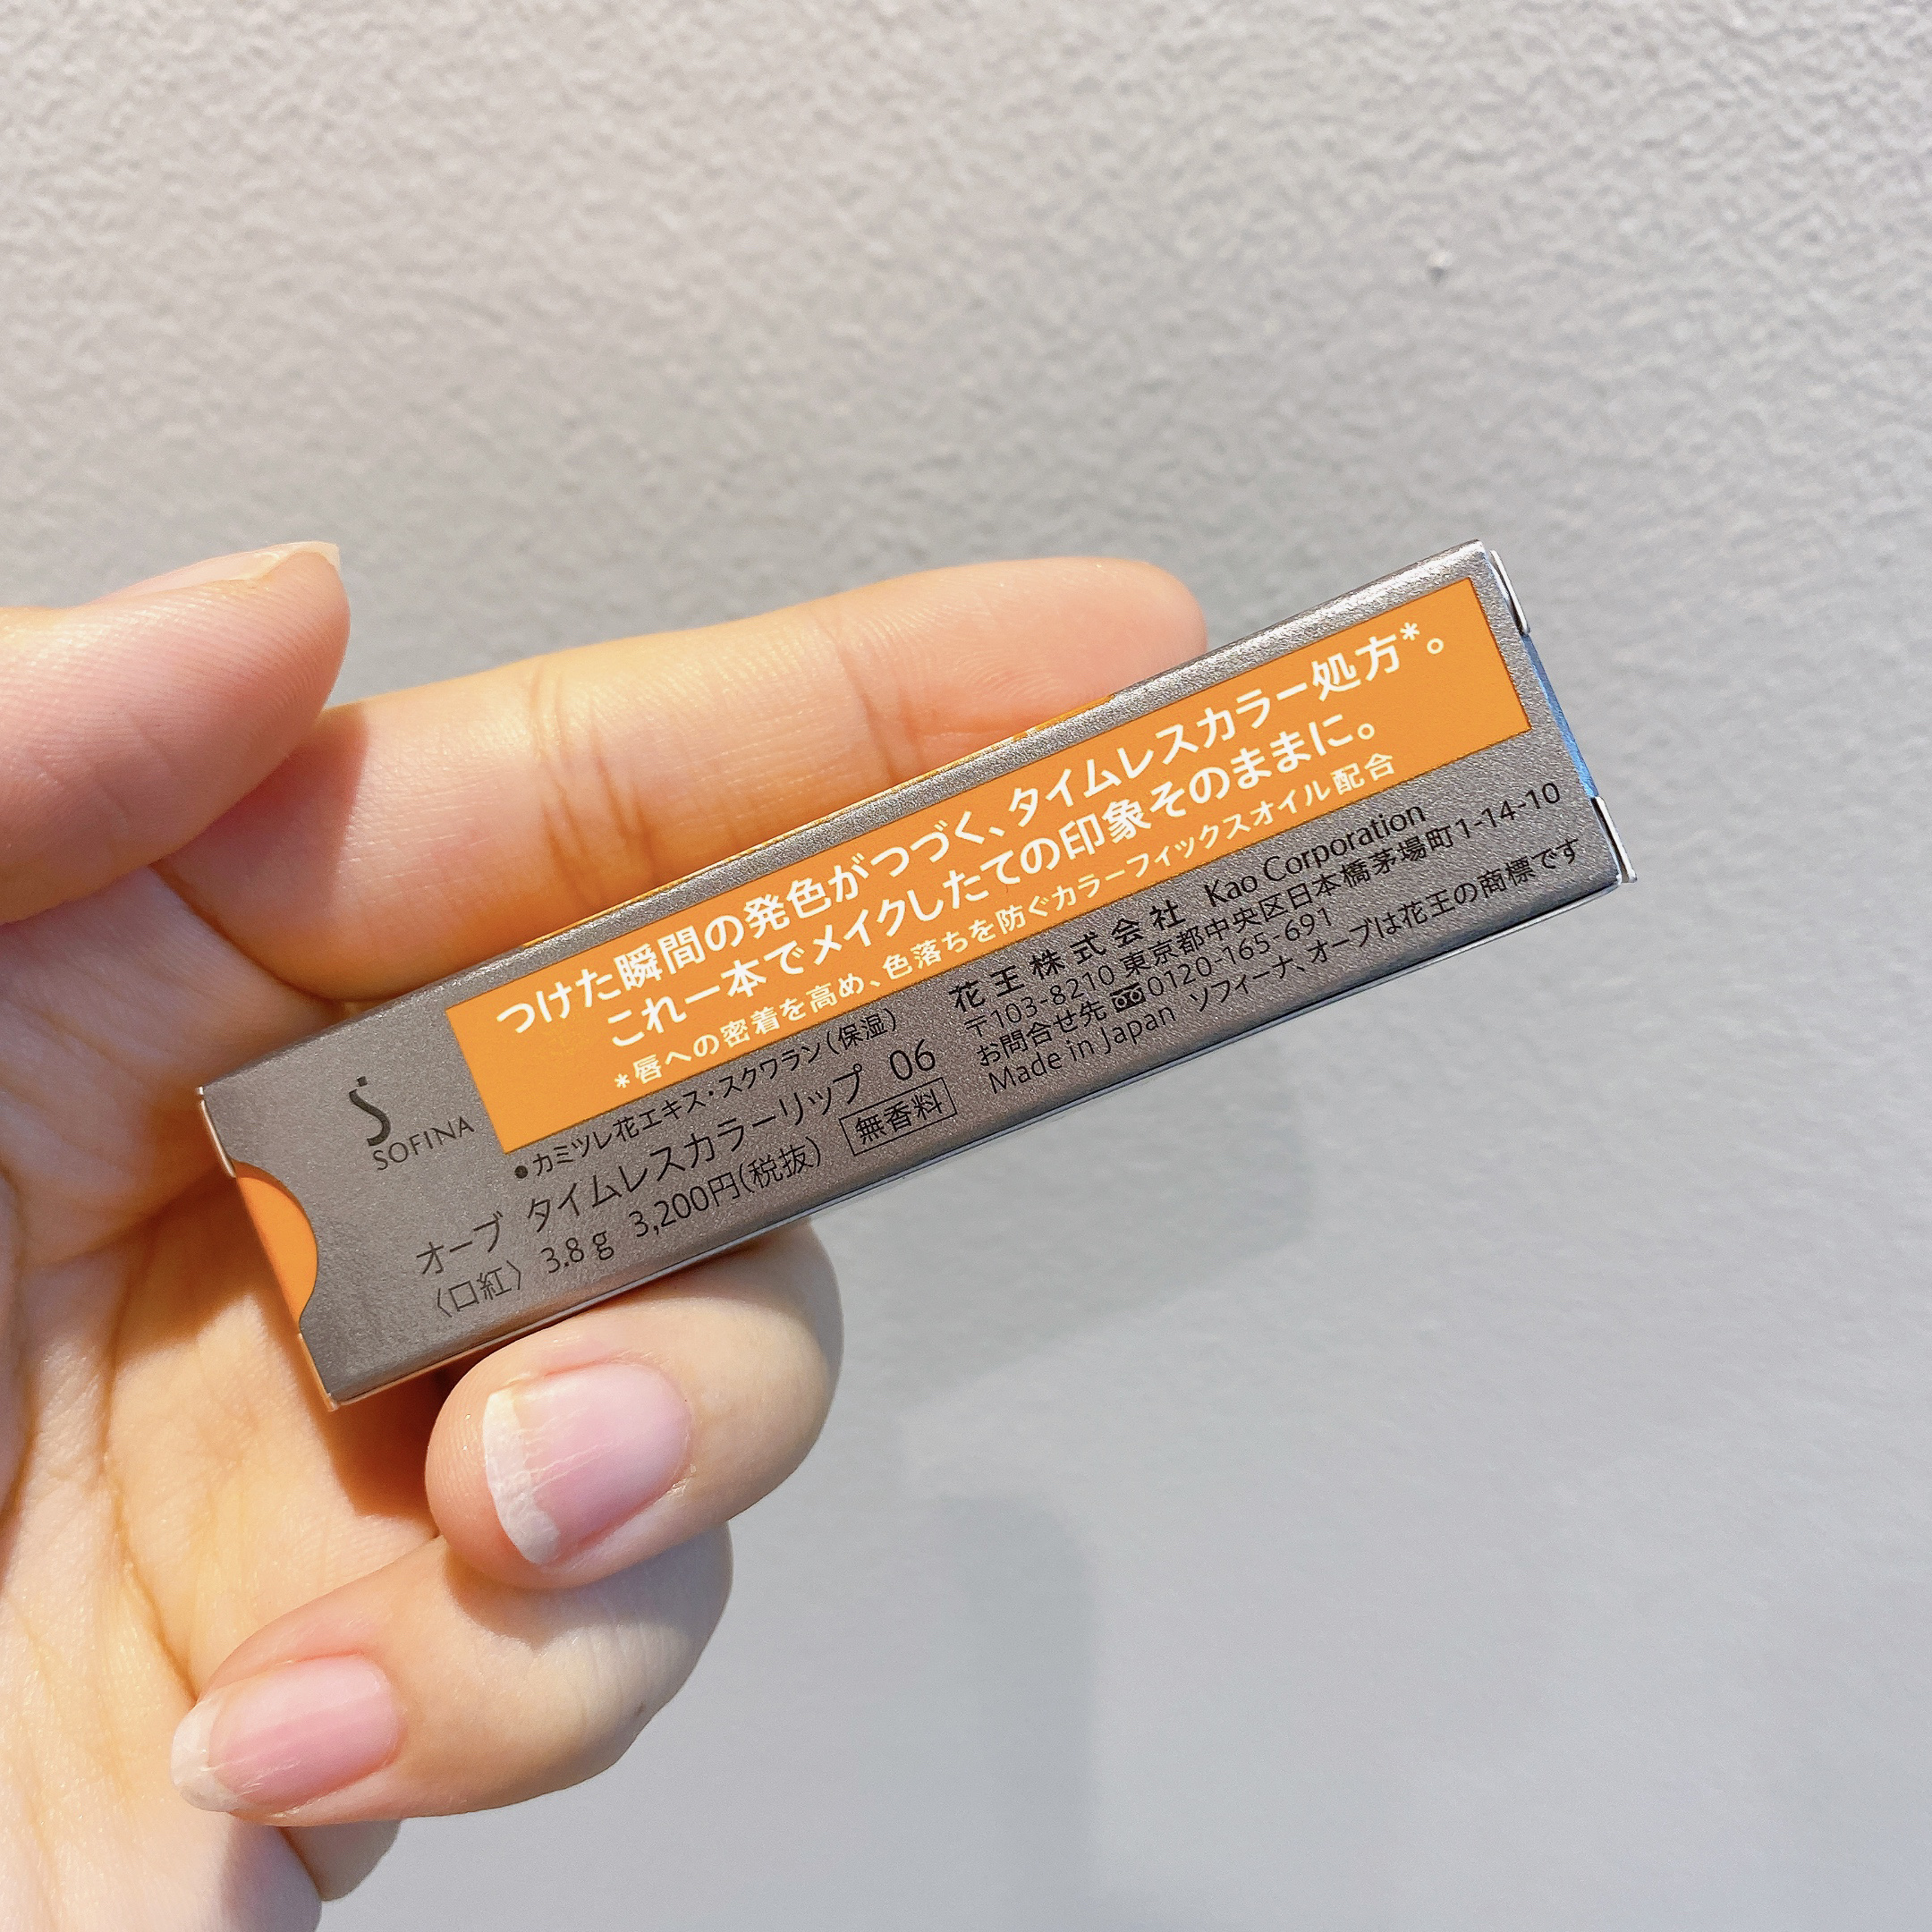 つけた瞬間の発色がつづく、タイムレスカラー処方*。
これ一本でメイクしたての印象そのままに。
*唇への密着を高め、色落ちを防ぐカラーフィックスオイル配合
SOFINA
●カミツレ花エキス・スクワラン(保湿)
オーブ タイムレスカラーリップ 06
〈口紅〉 3.8g 3,200円(税抜) 無香料
花王株式会社 Kao Corporation
〒103-8210 東京都中央区日本橋茅場町1-14-10
お問合せ先 0120-165-691
Made in Japan ソフィーナ、オーブは花王の商標です